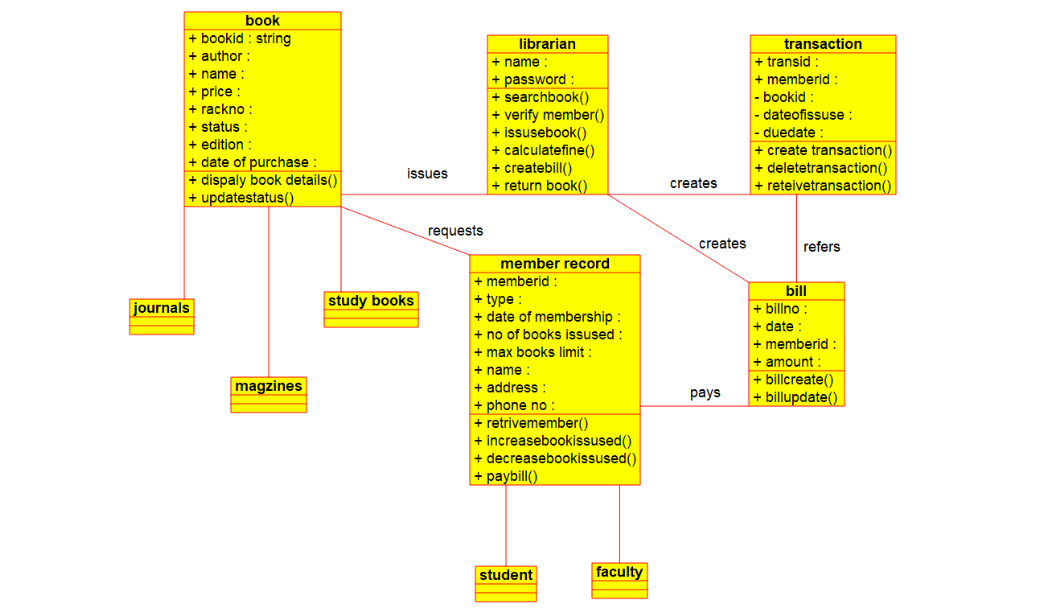 book
+ bookid : string
+ author :
+ name :
+ price :
+ rackno :
+ status :
+ edition :
+ date of purchase :
+ dispaly book details()
+ updatestatus()
librarian
+ name :
+ password :
+ searchbook()
+ verify member()
+ issusebook()
+ calculatefine()
+ createbill()
+ return book()
transaction
+ transid :
+ memberid :
- bookid :
- dateofissuse :
- duedate :
+ create transaction()
+ deletetransaction()
+ reteivetransaction()
issues
creates
requests
creates
refers
journals
study books
magzines
member record
+ memberid :
+ type :
+ date of membership :
+ no of books issused :
+ max books limit :
+ name :
+ address :
+ phone no :
+ retrivemember()
+ increasebookissused()
+ decreasebookissused()
+ paybill()
bill
+ billno :
+ date :
+ memberid :
+ amount :
+ billcreate()
+ billupdate()
pays
student
faculty